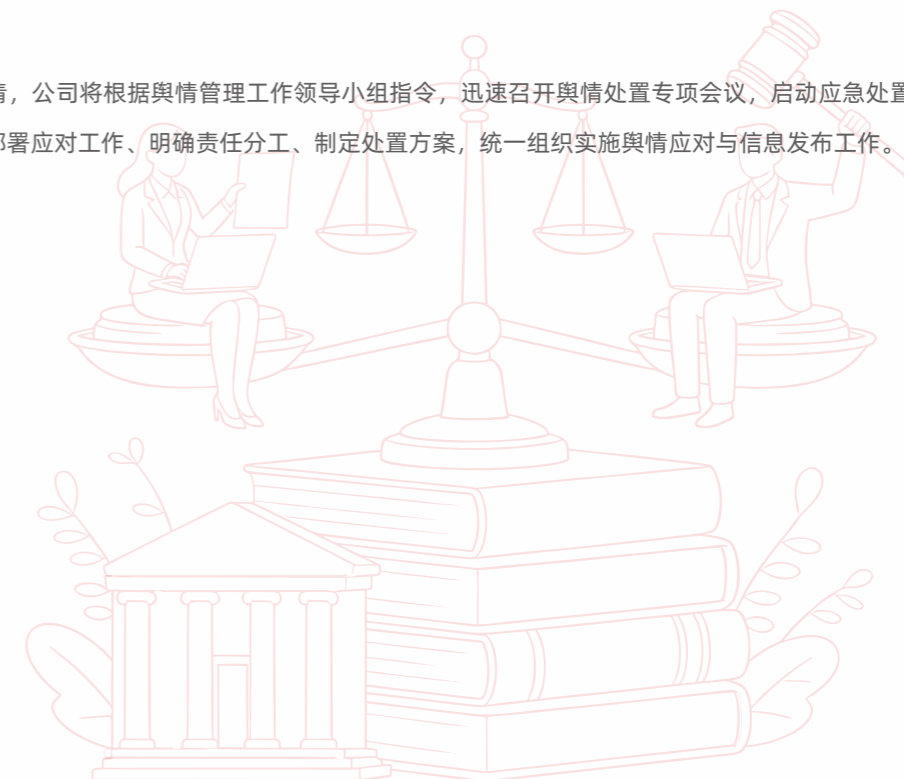 情，公司将根据舆情管理工作领导小组指令，迅速召开舆情处置专项会议，启动应急处置
部署应对工作、明确责任分工、制定处置方案，统一组织实施舆情应对与信息发布工作。